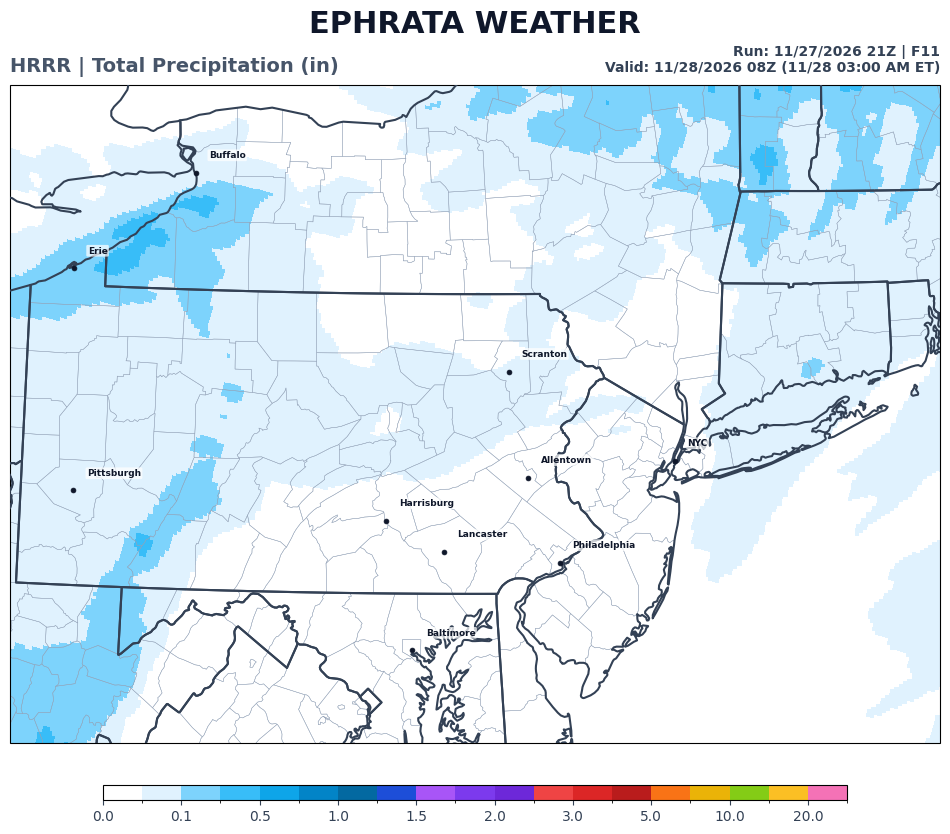 EPHRATA WEATHER
Run: 11/27/2026 21Z | F11
HRRR | Total Precipitation (in)
Valid: 11/28/2026 08Z (11/28 03:00 AM ET)
Buffalo
Erie
Scranton
NYC
Allentown
Pittsburgh
Harrisburg
Lancaster
Philadelphia
Baltimore
0.0 0.1 0.5 1.0 1.5 2.0 3.0 5.0 10.0 20.0